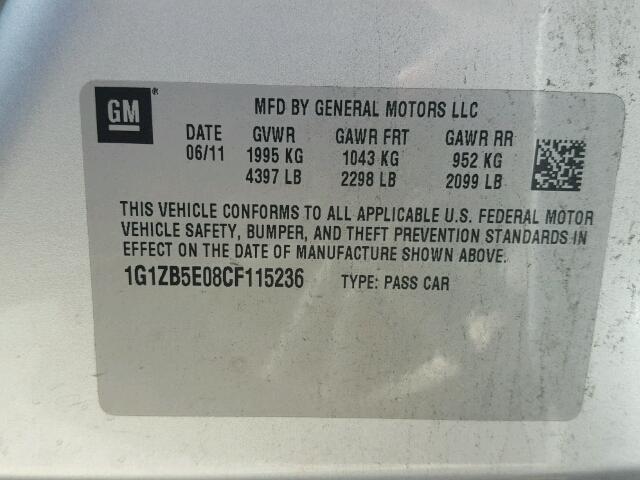 GM ®
MFD BY GENERAL MOTORS LLC
DATE GVWR GAWR FRT GAWR RR
06/11 1995 KG 1043 KG 952 KG
4397 LB 2298 LB 2099 LB
THIS VEHICLE CONFORMS TO ALL APPLICABLE U.S. FEDERAL MOTOR
VEHICLE SAFETY, BUMPER, AND THEFT PREVENTION STANDARDS IN
EFFECT ON THE DATE OF MANUFACTURE SHOWN ABOVE.
1G1ZB5E08CF115236 TYPE: PASS CAR